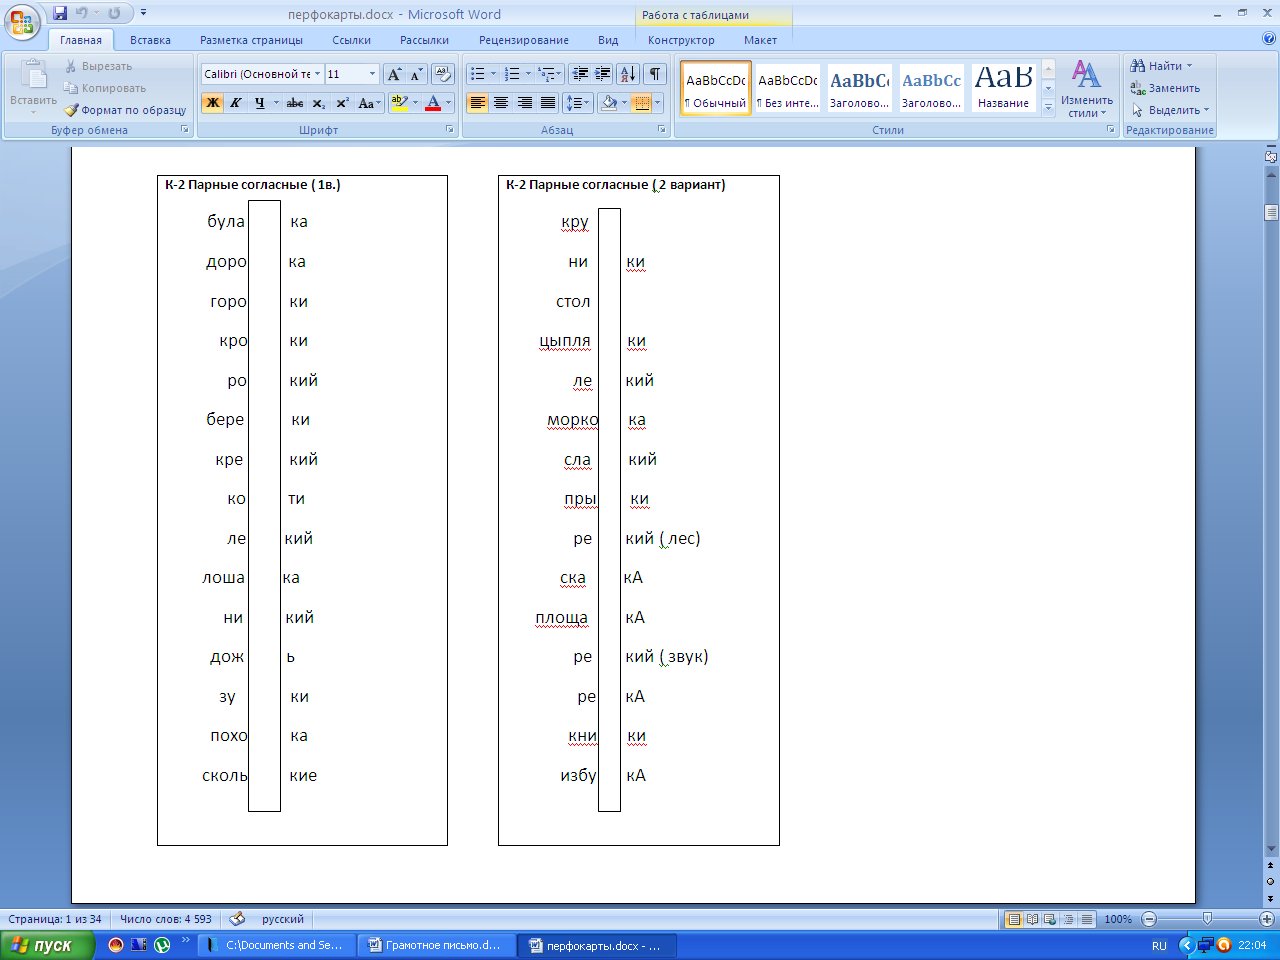 перфокарты.docx - Microsoft Word
Работа с таблицами
Главная Вставка Разметка страницы Ссылки Рассылки Рецензирование Вид Конструктор Макет
Вставить
Вырезать
Копировать
Формат по образцу
Буфер обмена
Calibri (Основной те 11
Ж К Ч abc x₂ x² Aa
Шрифт
Абзац
AaBbCcDc AaBbCcDc AaBbC AaBbCc AaB
¶ Обычный ¶ Без инте... Заголово... Заголово... Название
Изменить стили
Стили
Найти
Заменить
Выделить
Редактирование
К-2 Парные согласные ( 1в.)
була ка
доро ка
горо ки
кро ки
ро кий
бере ки
кре кий
ко ти
ле кий
лоша ка
ни кий
дож ь
зу ки
похо ка
сколь кие
К-2 Парные согласные ( 2 вариант)
кру
ни ки
стол
цыпля ки
ле кий
морко ка
сла кий
пры ки
ре кий ( лес)
ска кА
площа кА
ре кий ( звук)
ре кА
кни ки
избу кА
Страница: 1 из 34 Число слов: 4 593 русский 100%
пуск C:\Documents and Se... Грамотное письмо.d... перфокарты.docx - ... RU 22:04